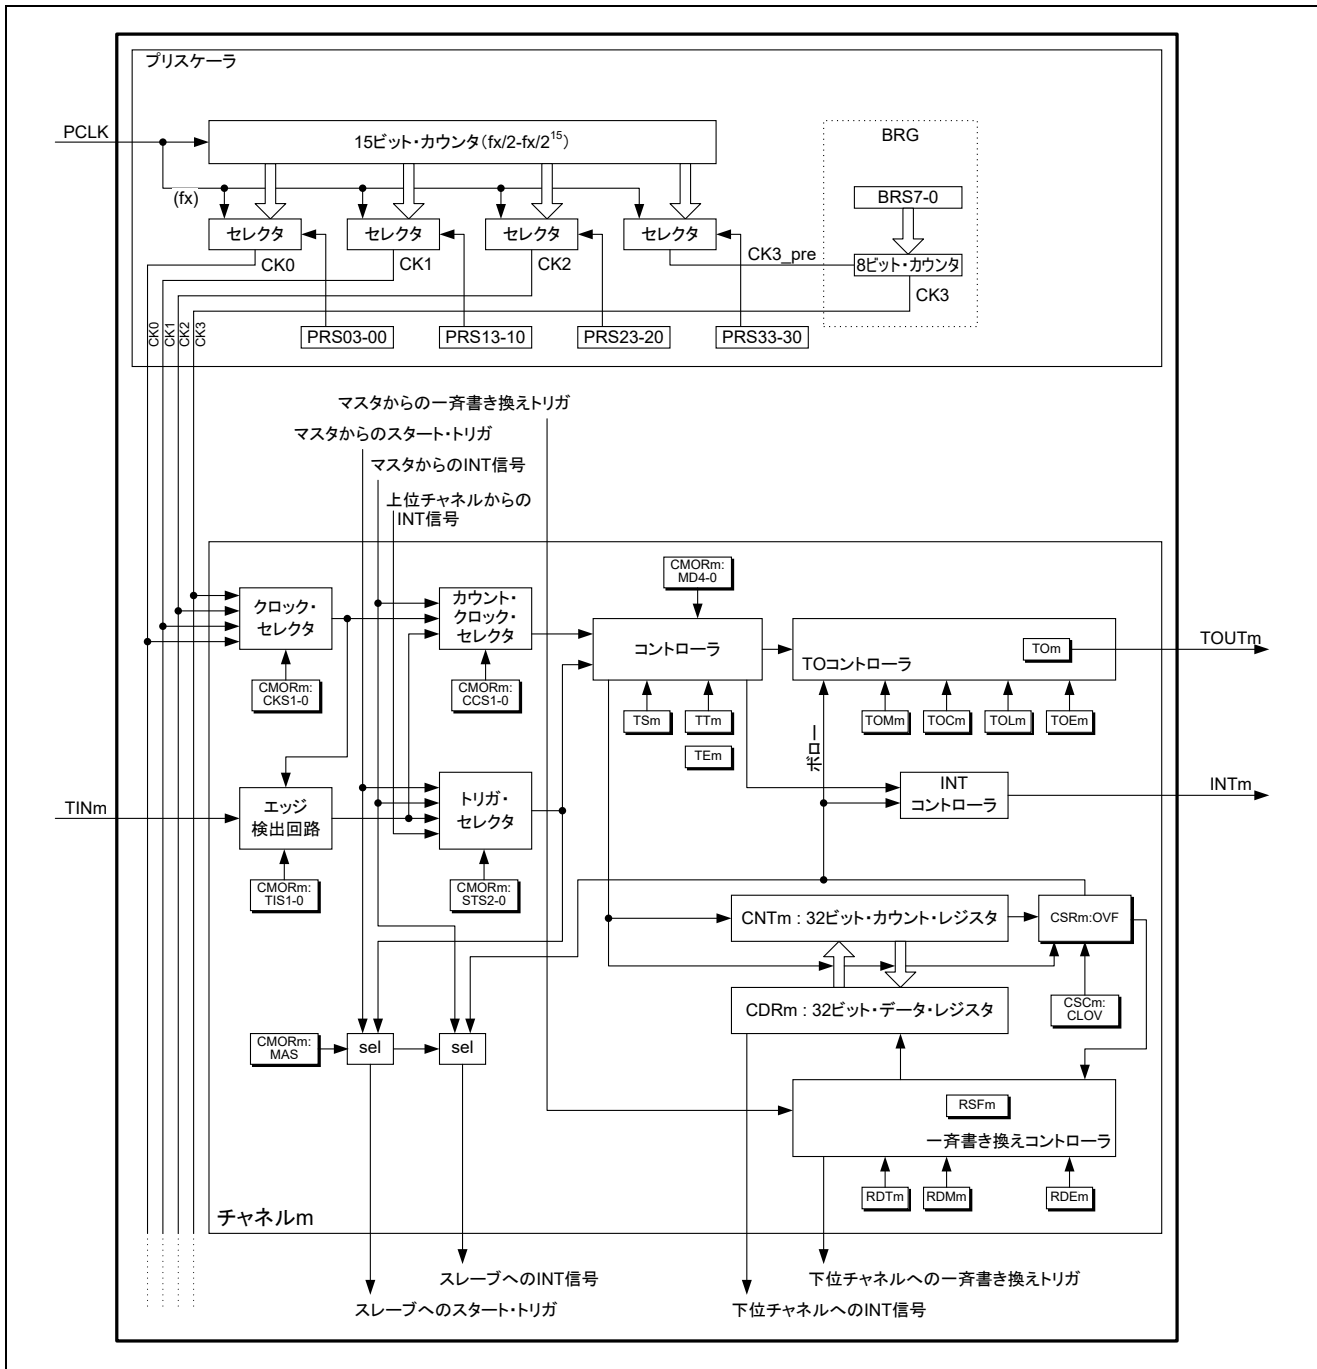 プリスケーラ
PCLK
15ビット・カウンタ(fx/2-fx/2^15)
BRG
(fx)
BRS7-0
セレクタ
セレクタ
セレクタ
セレクタ
CK0
CK1
CK2
CK3_pre
8ビット・カウンタ
CK3
CK0
CK1
CK2
CK3
PRS03-00
PRS13-10
PRS23-20
PRS33-30
マスタからの一斉書き換えトリガ
マスタからのスタート・トリガ
マスタからのINT信号
上位チャネルからの
INT信号
CMORm:
MD4-0
クロック・
セレクタ
カウント・
クロック・
セレクタ
コントローラ
TOm
TOコントローラ
TOUTm
CMORm:
CKS1-0
CMORm:
CCS1-0
TSm
TTm
TEm
TOMm
TOCm
TOLm
TOEm
ボロー
TINm
エッジ
検出回路
トリガ・
セレクタ
INT
コントローラ
INTm
CMORm:
TIS1-0
CMORm:
STS2-0
CNTm : 32ビット・カウント・レジスタ
CSRm:OVF
CDRm : 32ビット・データ・レジスタ
CSCm:
CLOV
CMORm:
MAS
sel
sel
RSFm
一斉書き換えコントローラ
RDTm
RDMm
RDEm
チャネルm
スレーブへのINT信号
下位チャネルへの一斉書き換えトリガ
スレーブへのスタート・トリガ
下位チャネルへのINT信号